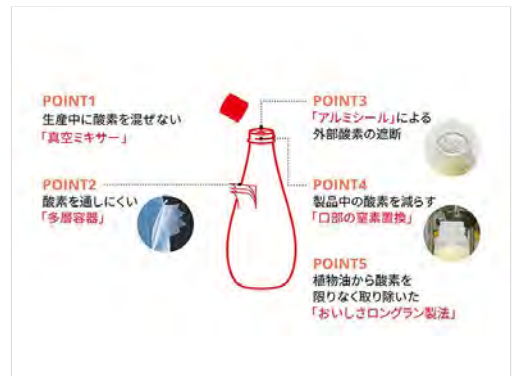 POINT1
生産中に酸素を混ぜない
「真空ミキサー」
POINT2
酸素を通しにくい
「多層容器」
POINT3
「アルミシール」による
外部酸素の遮断
POINT4
製品中の酸素を減らす
「口部の窒素置換」
POINT5
植物油から酸素を
限りなく取り除いた
「おいしさロングラン製法」